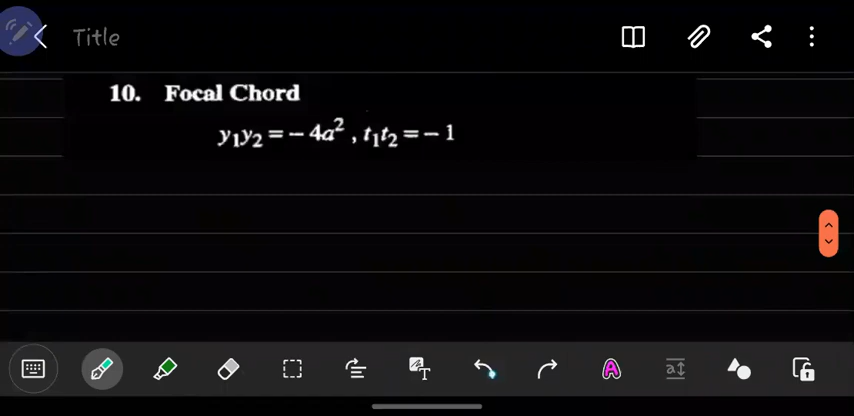 Title
10. Focal Chord
y₁y₂ = – 4a² , t₁t₂ = – 1